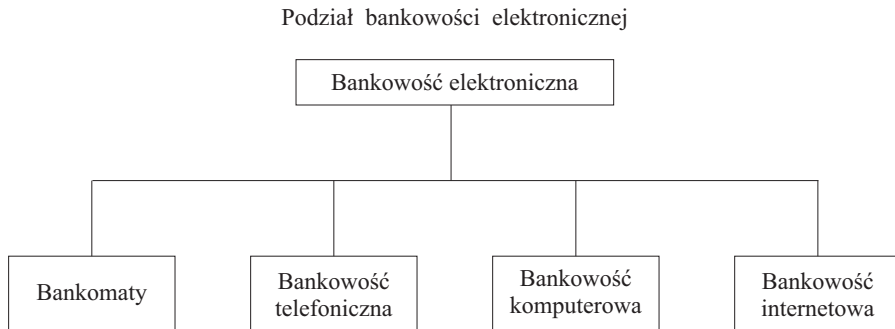 Podział bankowości elektronicznej
Bankowość elektroniczna
Bankomaty
Bankowość
telefoniczna
Bankowość
komputerowa
Bankowość
internetowa